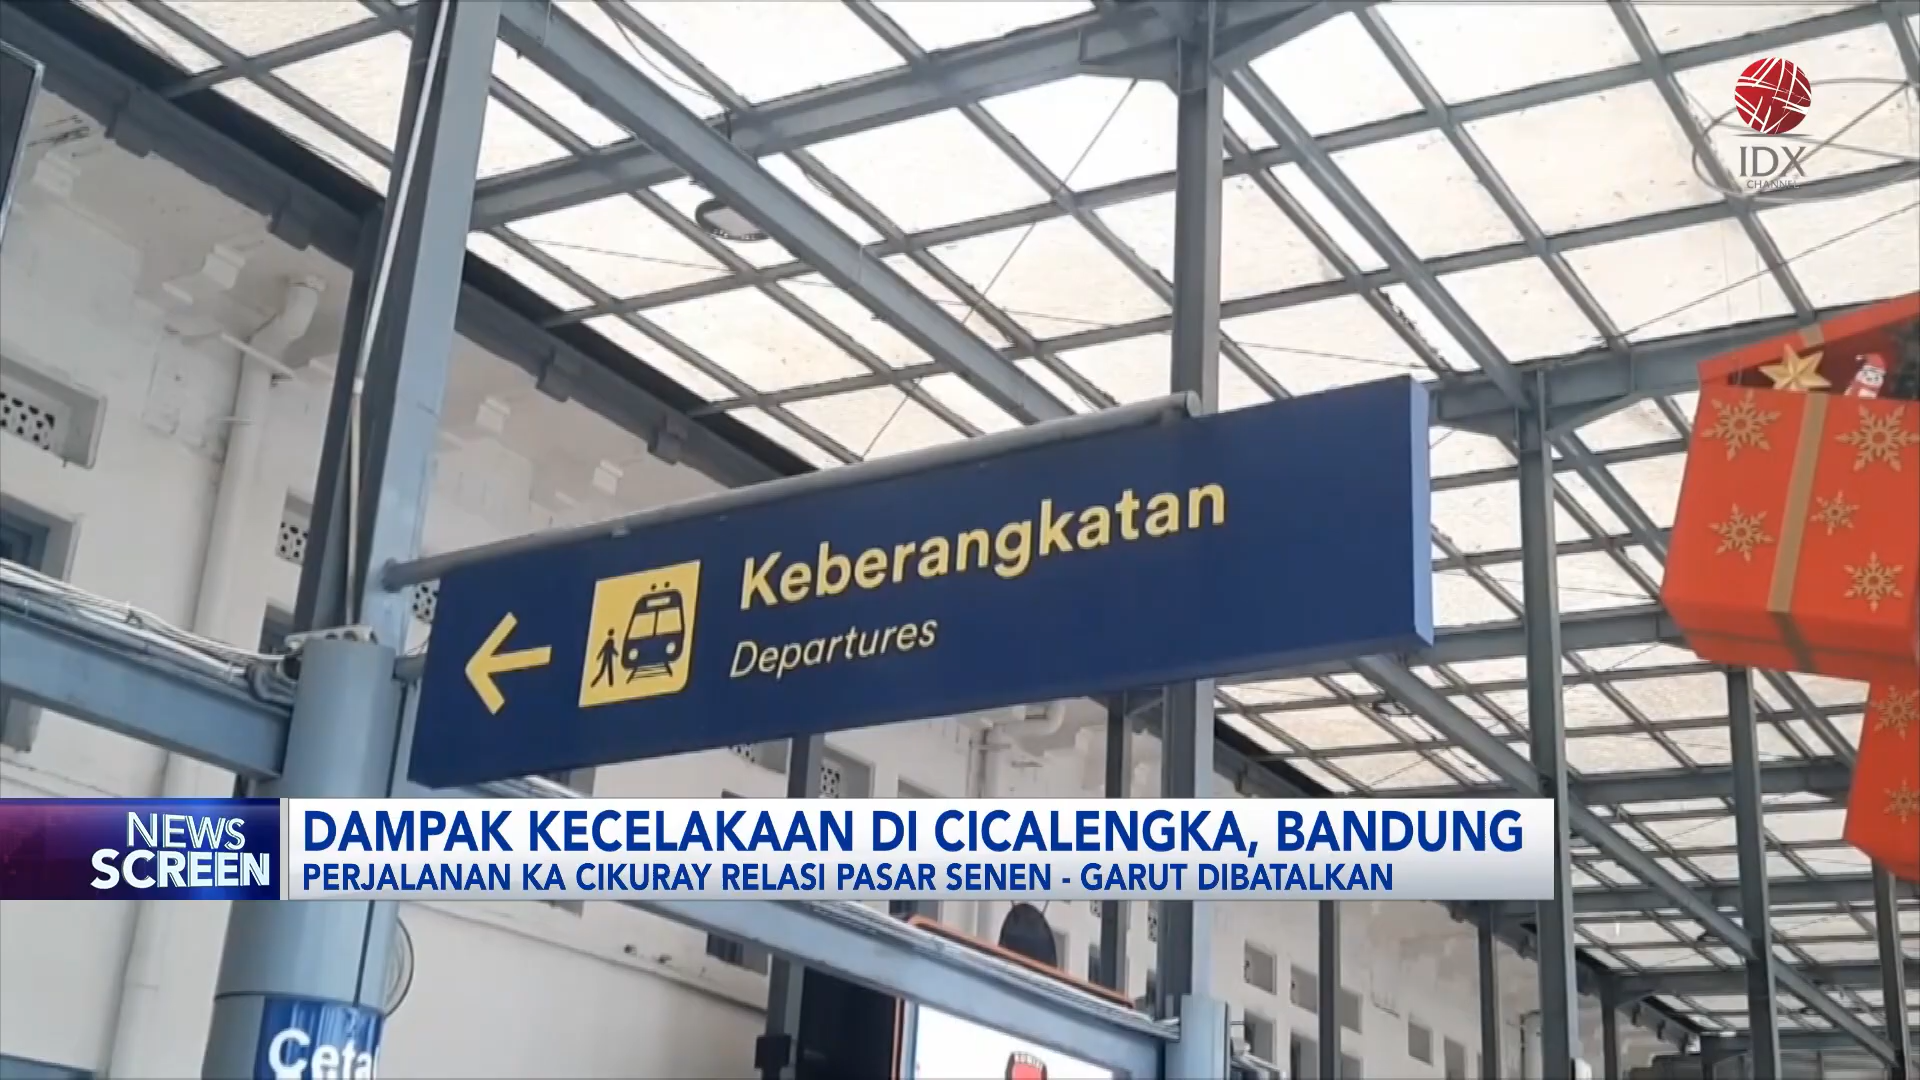 IDX
CHANNEL
Keberangkatan
Departures
NEWS
SCREEN
DAMPAK KECELAKAAN DI CICALENGKA, BANDUNG
PERJALANAN KA CIKURAY RELASI PASAR SENEN - GARUT DIBATALKAN